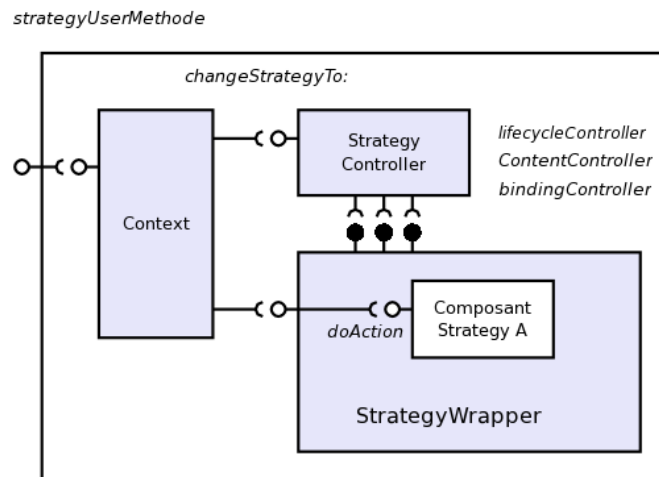 strategyUserMethode
changeStrategyTo:
Strategy
Controller
lifecycleController
ContentController
bindingController
Context
doAction
Composant
Strategy A
StrategyWrapper